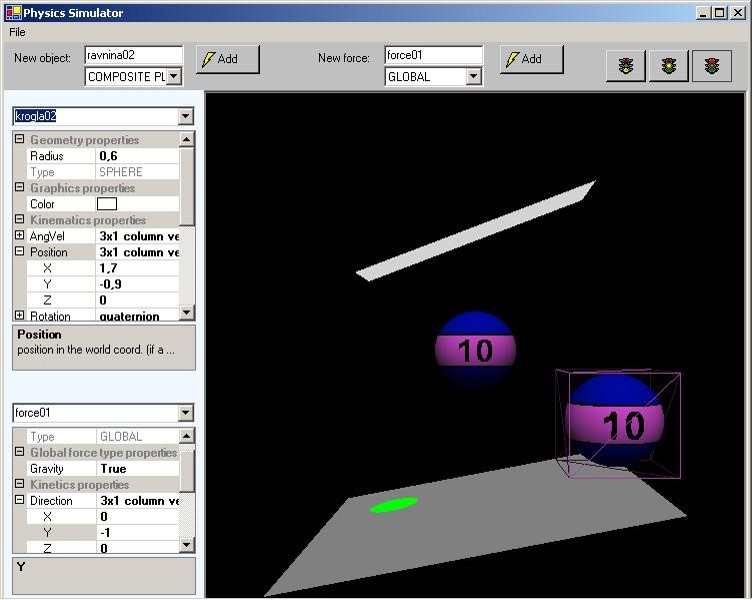 Physics Simulator
File
New object: ravnina02 Add New force: force01 Add
COMPOSITE PL GLOBAL
krogla02
Geometry properties
Radius 0,6
Type SPHERE
Graphics properties
Color
Kinematics properties
AngVel 3x1 column ve
Position 3x1 column ve
X 1,7
Y -0,9
Z 0
Rotation quaternion
Position
position in the world coord. (if a ...
10
10
force01
Type GLOBAL
Global force type properties
Gravity True
Kinetics properties
Direction 3x1 column ve
X 0
Y -1
Z 0
Y